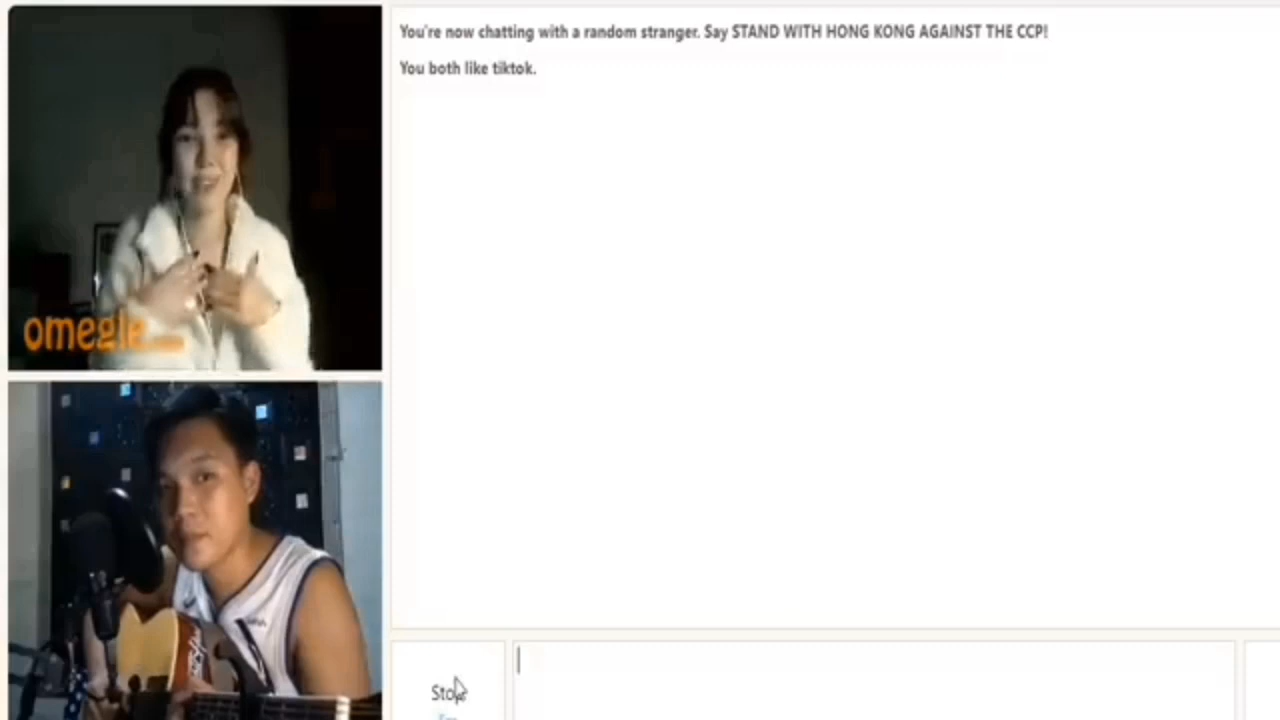 You're now chatting with a random stranger. Say STAND WITH HONG KONG AGAINST THE CCP!
You both like tiktok.
omegle
Stop